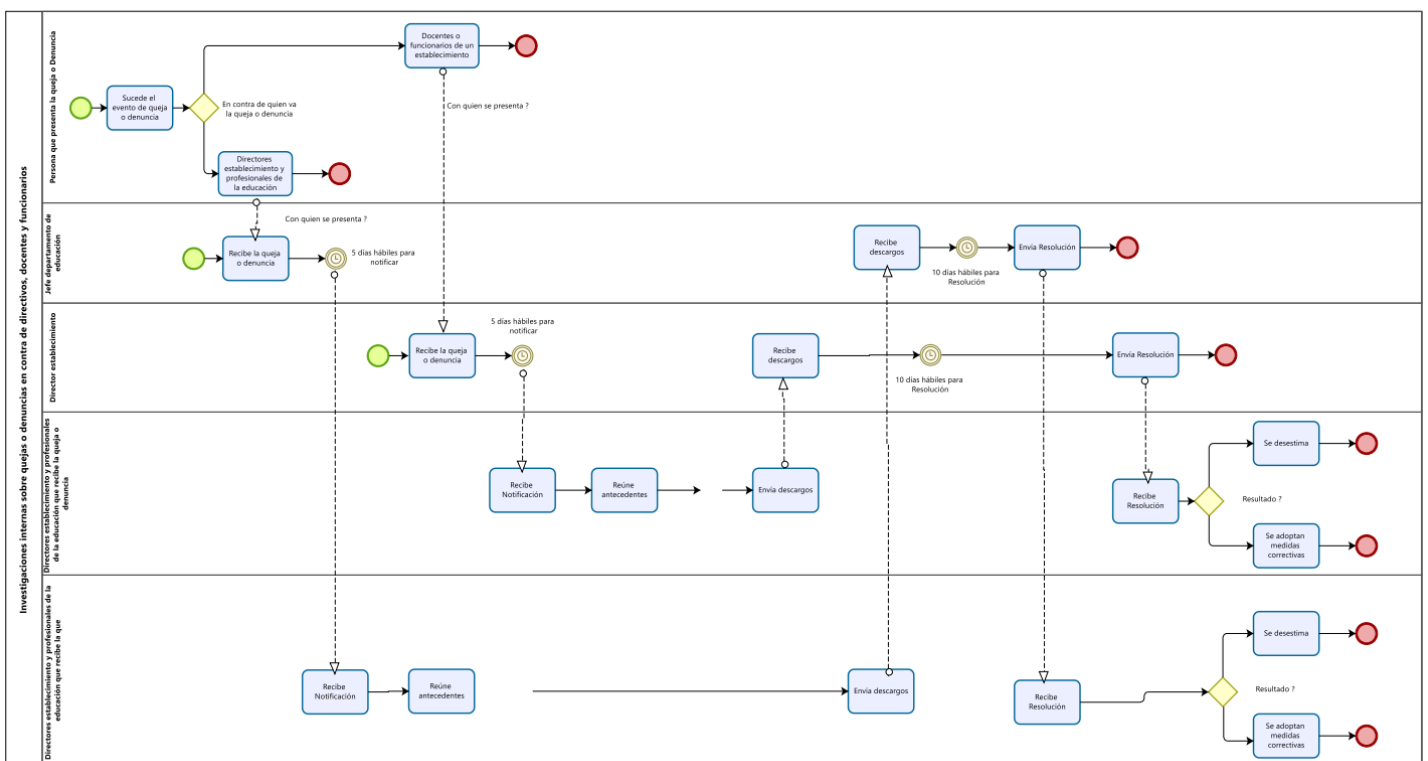 Investigaciones internas sobre quejas o denuncias en contra de directivos, docentes y funcionarios
Persona que presenta la queja o Denuncia
Sucede el
evento de queja
o denuncia
En contra de quien va
la queja o denuncia
Docentes o
funcionarios de un
establecimiento
Con quien se presenta ?
Directores
establecimiento y
profesionales de
la educación
Jefe departamento de
educación
Con quien se presenta ?
Recibe la queja
o denuncia
5 días hábiles para
notificar
Recibe
descargos
10 días hábiles para
Resolución
Envía Resolución
Director establecimiento
Recibe la queja
o denuncia
5 días hábiles para
notificar
Recibe
descargos
10 días hábiles para
Resolución
Envía Resolución
Directores establecimiento y profesionales
de la educación que recibe la queja o
denuncia
Recibe
Notificación
Reúne
antecedentes
Envía descargos
Recibe
Resolución
Resultado ?
Se desestima
Se adoptan
medidas
correctivas
Directores establecimiento y profesionales de la
educación que recibe la que
Recibe
Notificación
Reúne
antecedentes
Envía descargos
Recibe
Resolución
Resultado ?
Se desestima
Se adoptan
medidas
correctivas